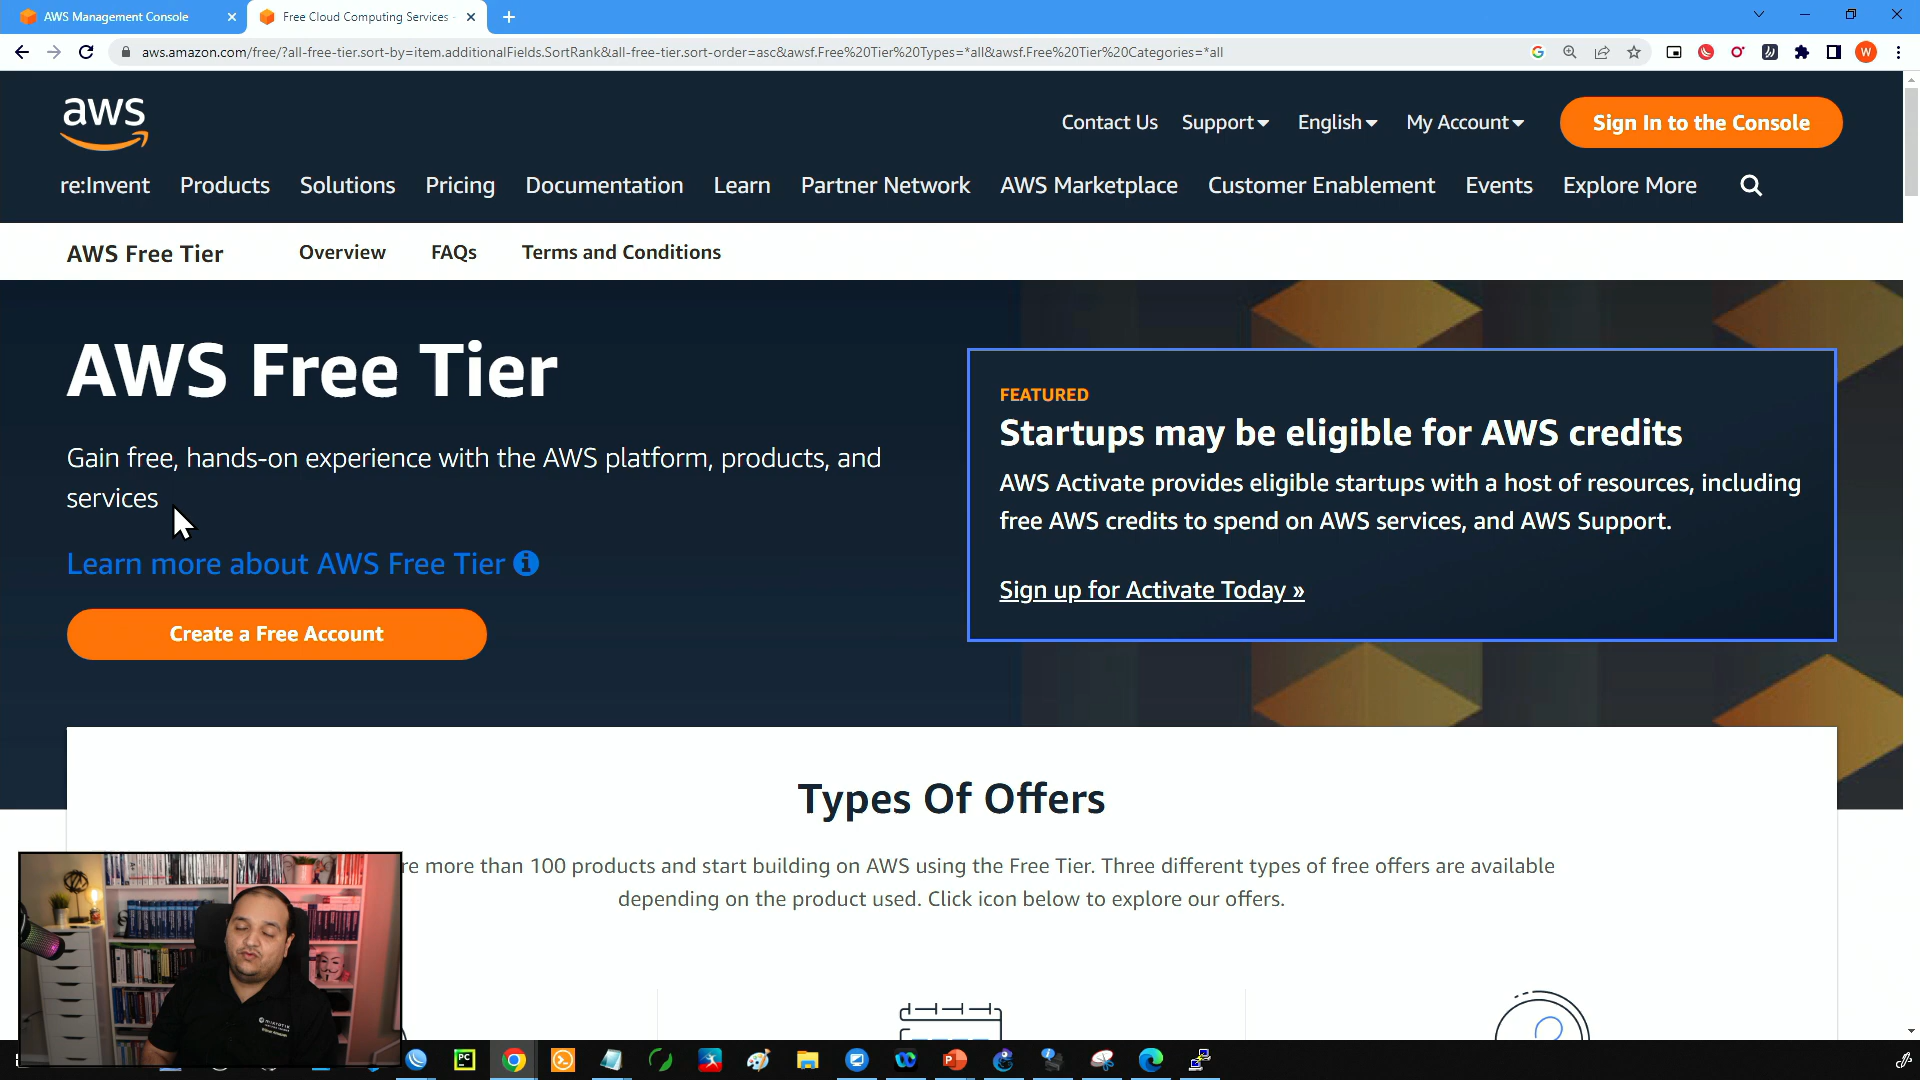 AWS Management Console
Free Cloud Computing Services -
aws.amazon.com/free/?all-free-tier.sort-by=item.additionalFields.SortRank&all-free-tier.sort-order=asc&awsf.Free%20Tier%20Types=*all&awsf.Free%20Tier%20Categories=*all
W
aws
Contact Us Support English My Account Sign In to the Console
re:Invent Products Solutions Pricing Documentation Learn Partner Network AWS Marketplace Customer Enablement Events Explore More
AWS Free Tier Overview FAQs Terms and Conditions
AWS Free Tier
Gain free, hands-on experience with the AWS platform, products, and
services
Learn more about AWS Free Tier
Create a Free Account
FEATURED
Startups may be eligible for AWS credits
AWS Activate provides eligible startups with a host of resources, including
free AWS credits to spend on AWS services, and AWS Support.
Sign up for Activate Today »
Types Of Offers
re more than 100 products and start building on AWS using the Free Tier. Three different types of free offers are available
depending on the product used. Click icon below to explore our offers.
PC